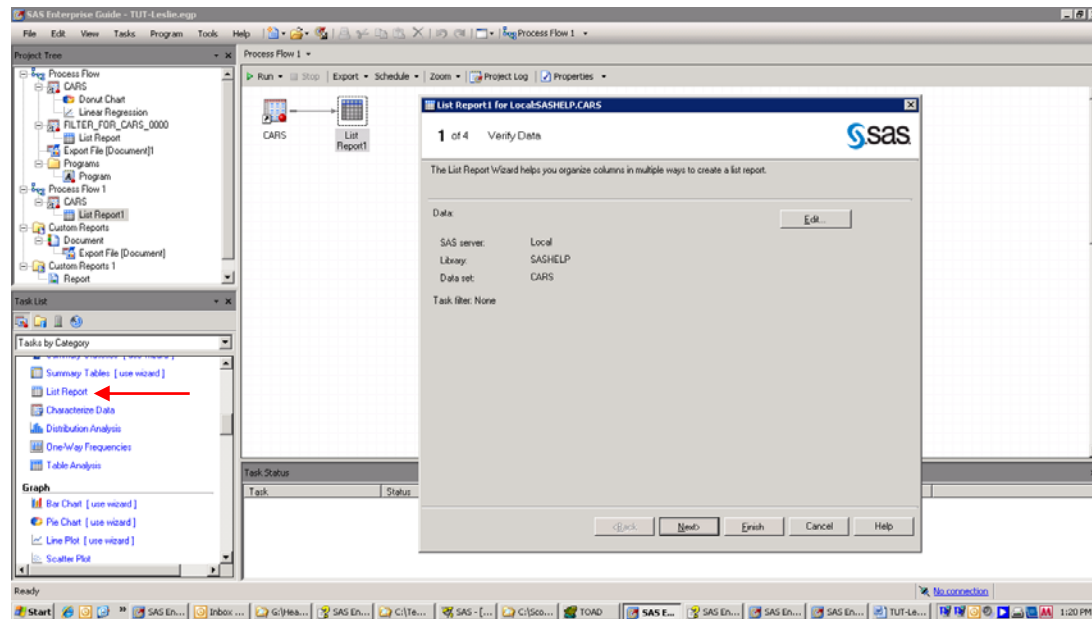 SAS Enterprise Guide - TUT-Leslie.egp
File Edit View Tasks Program Tools Help Process Flow 1
Project Tree
Process Flow
CARS
Donut Chart
Linear Regression
FILTER_FOR_CARS_0000
List Report
Export File [Document]1
Programs
Program
Process Flow 1
CARS
List Report1
Custom Reports
Document
Export File [Document]
Custom Reports 1
Report
Process Flow 1
Run Stop Export Schedule Zoom Project Log Properties
CARS
List Report1
List Report1 for Local:SASHELP.CARS
1 of 4 Verify Data
sas
The List Report Wizard helps you organize columns in multiple ways to create a list report.
Data:
Edit...
SAS server: Local
Library: SASHELP
Data set: CARS
Task filter: None
<Back Next> Finish Cancel Help
Task List
Tasks by Category
Summary Tables [ use wizard ]
List Report
Characterize Data
Distribution Analysis
One-Way Frequencies
Table Analysis
Graph
Bar Chart [ use wizard ]
Pie Chart [ use wizard ]
Line Plot [ use wizard ]
Scatter Plot
Task Status
Task Status
Ready
No connection
Start SAS En... Inbox ... G:\Hea... SAS En... C:\Te... SAS - [... C:\Sco... TOAD SAS E... SAS En... SAS En... SAS En... TUT-Le... 1:20 PM